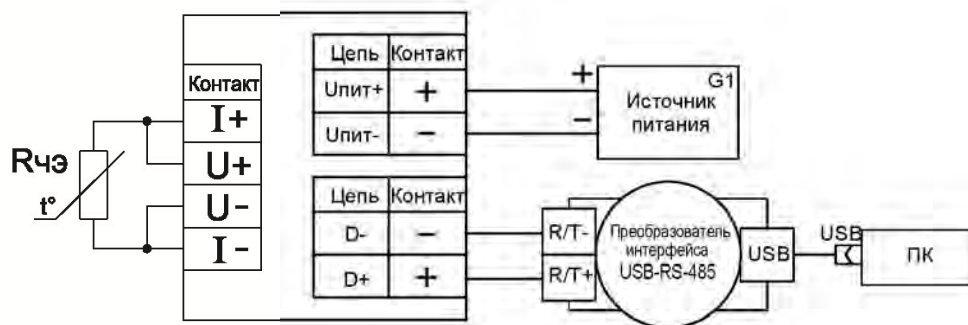 Rчэ
t°
Контакт
I+
U+
U-
I-
Цепь Контакт
Uпит+ +
Uпит- -
+
-
G1
Источник
питания
Цепь Контакт
D- -
D+ +
R/T-
R/T+
Преобразователь
интерфейса
USB-RS-485
USB
USB
ПК